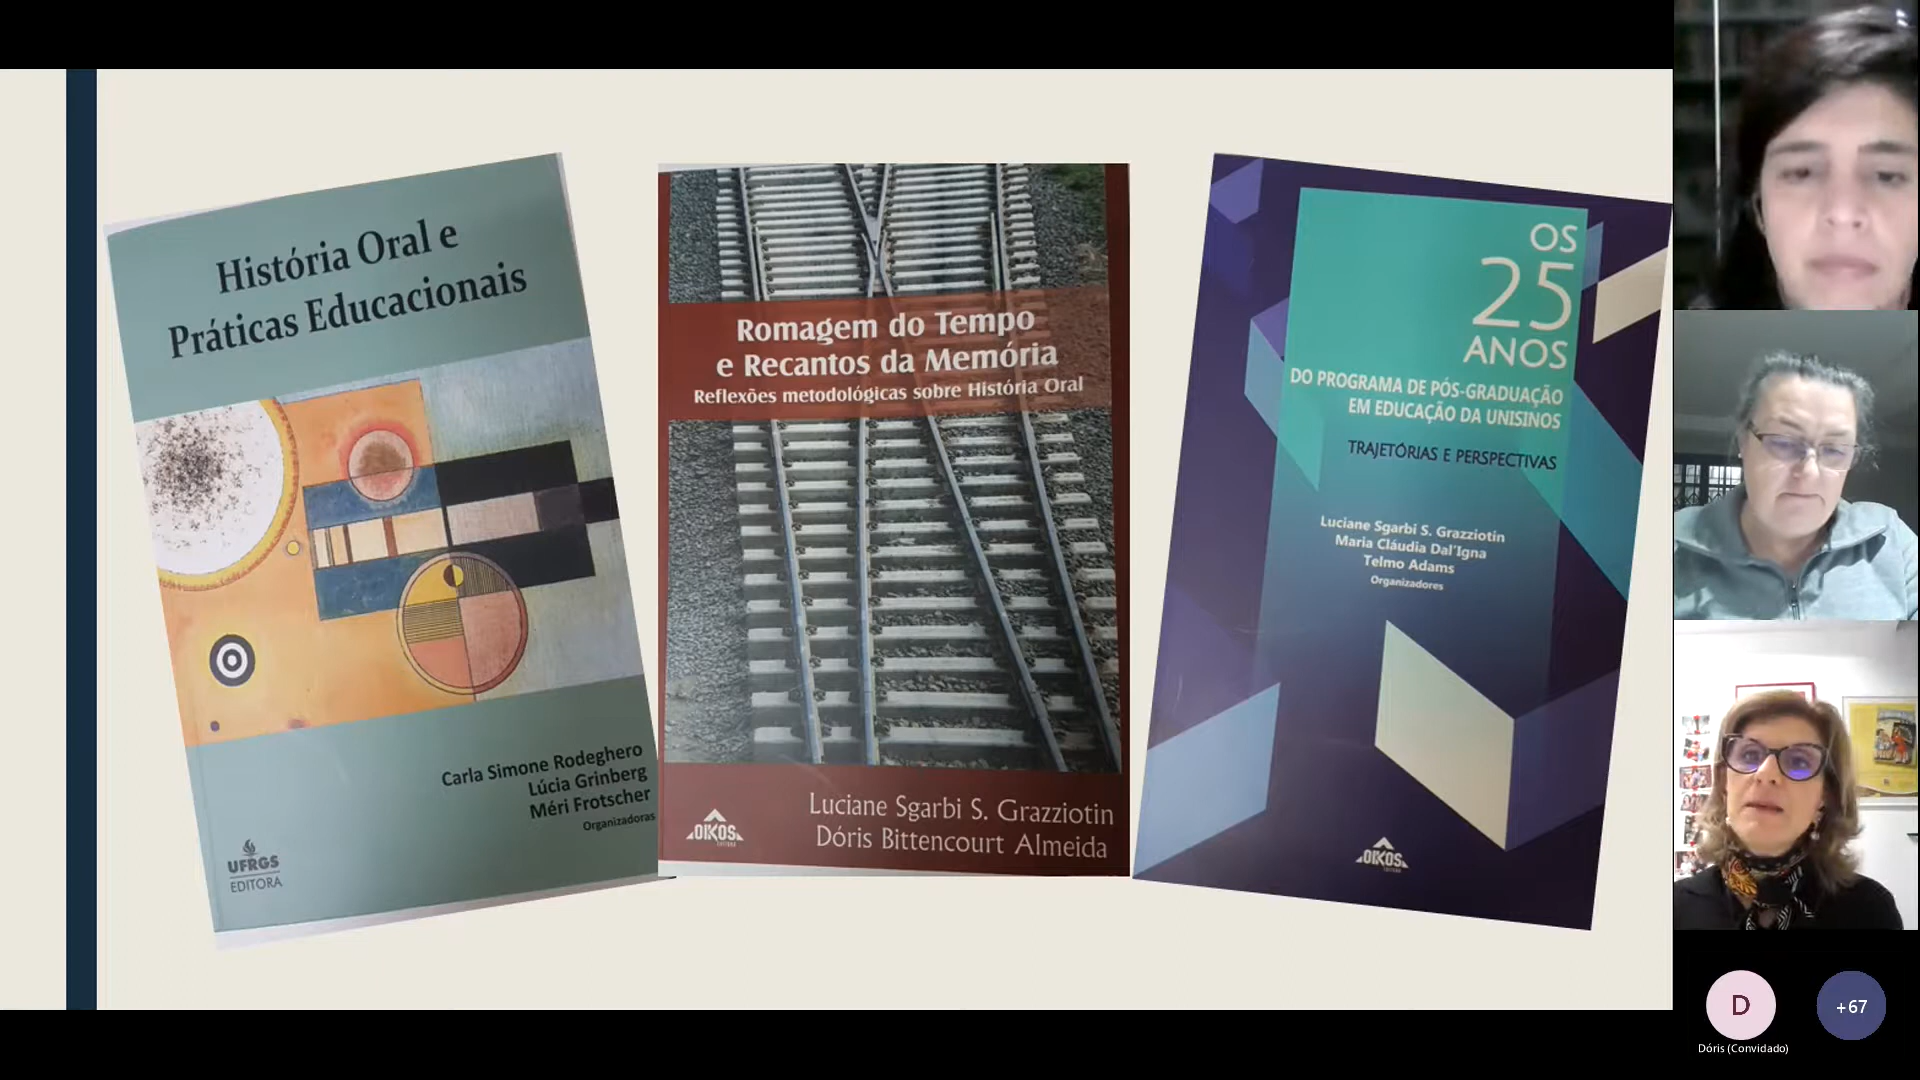 História Oral e
Práticas Educacionais
Carla Simone Rodeghero
Lúcia Grinberg
Méri Frotscher
Organizadoras
UFRGS
EDITORA
Romagem do Tempo
e Recantos da Memória
Reflexões metodológicas sobre História Oral
OIKOS
EDITORA
Luciane Sgarbi S. Grazziotin
Dóris Bittencourt Almeida
OS
25
ANOS
DO PROGRAMA DE PÓS-GRADUAÇÃO
EM EDUCAÇÃO DA UNISINOS
TRAJETÓRIAS E PERSPECTIVAS
Luciane Sgarbi S. Grazziotin
Maria Cláudia Dal'Igna
Telmo Adams
Organizadores
OIKOS
EDITORA
D
+67
Dóris (Convidado)